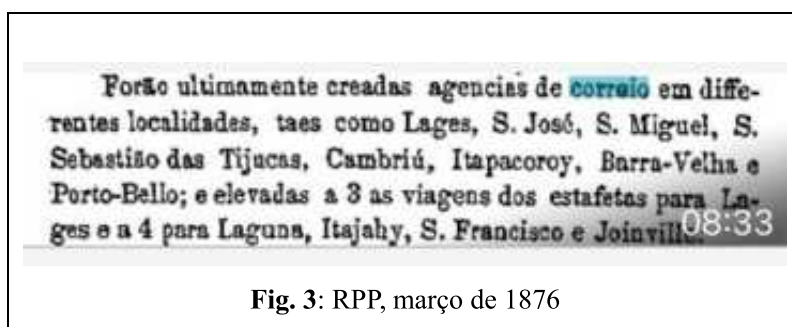 Forão ultimamente creadas agencias de correio em diffe-
rentes localidades, taes como Lages, S. José, S. Miguel, S.
Sebastião das Tijucas, Cambriú, Itapacoroy, Barra-Velha e
Porto-Bello; e elevadas a 3 as viagens dos estafetas para La-
ges e a 4 para Laguna, Itajahy, S. Francisco e Joinville.
08:33
Fig. 3: RPP, março de 1876